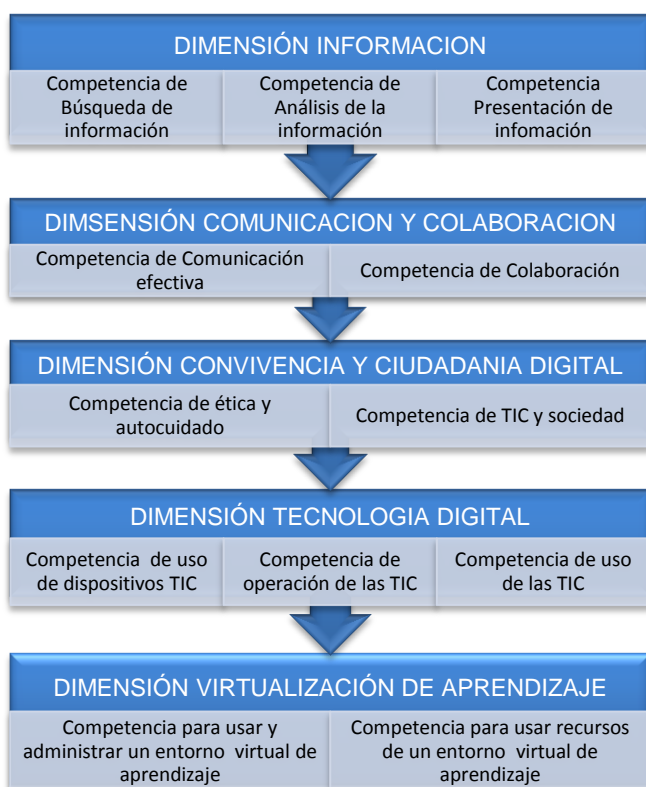 DIMENSIÓN INFORMACION
Competencia de
Búsqueda de
información
Competencia de
Análisis de la
información
Competencia
Presentación de
infomación
DIMSENSIÓN COMUNICACION Y COLABORACION
Competencia de Comunicación
efectiva
Competencia de Colaboración
DIMENSIÓN CONVIVENCIA Y CIUDADANIA DIGITAL
Competencia de ética y
autocuidado
Competencia de TIC y sociedad
DIMENSIÓN TECNOLOGIA DIGITAL
Competencia de uso
de dispositivos TIC
Competencia de
operación de las TIC
Competencia de uso
de las TIC
DIMENSIÓN VIRTUALIZACIÓN DE APRENDIZAJE
Competencia para usar y
administrar un entorno virtual de
aprendizaje
Competencia para usar recursos
de un entorno virtual de
aprendizaje